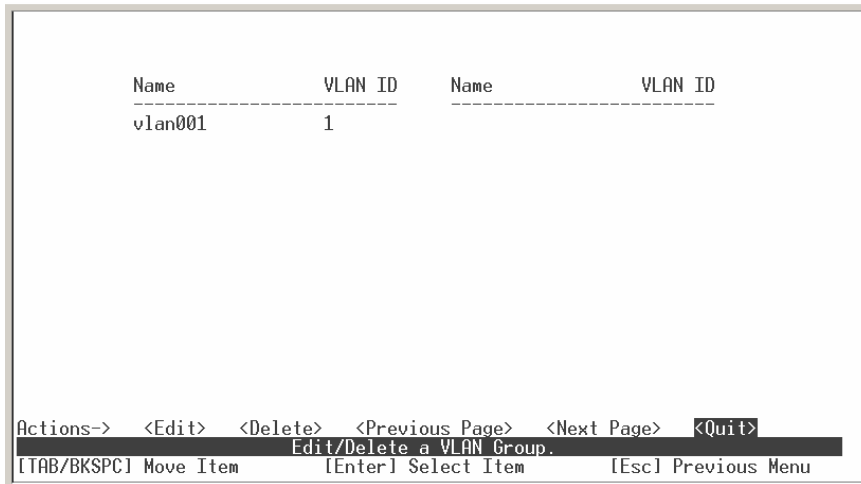 Name VLAN ID Name VLAN ID
------------------------- -------------------------
vlan001 1
Actions-> <Edit> <Delete> <Previous Page> <Next Page> <Quit>
Edit/Delete a VLAN Group.
[TAB/BKSPC] Move Item [Enter] Select Item [Esc] Previous Menu